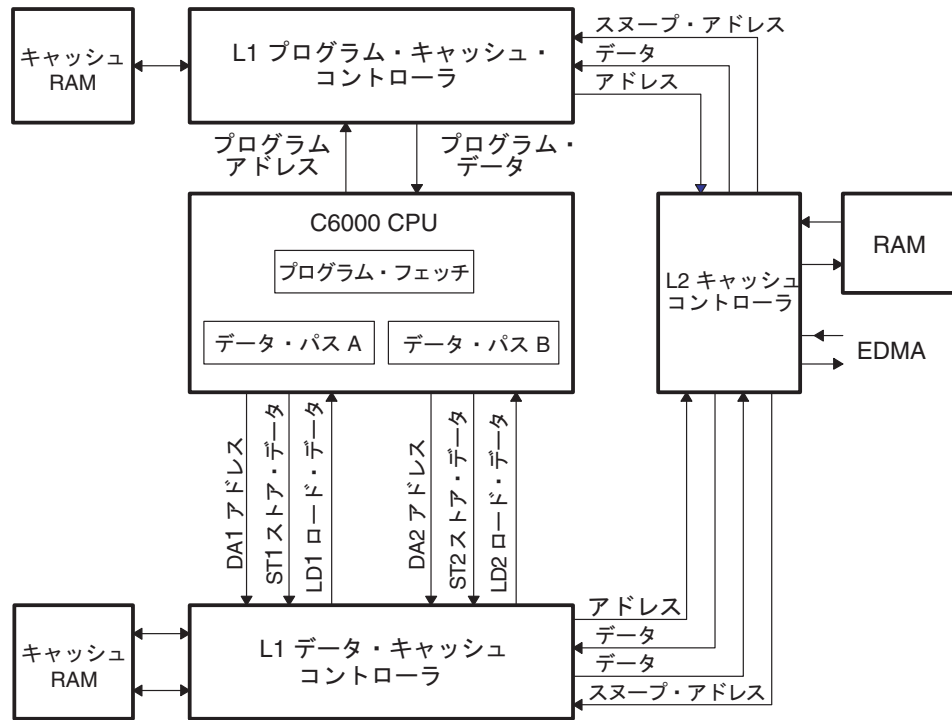 キャッシュ
RAM
L1 プログラム・キャッシュ・
コントローラ
スヌープ・アドレス
データ
アドレス
プログラム
アドレス
プログラム・
データ
C6000 CPU
プログラム・フェッチ
データ・パス A
データ・パス B
L2 キャッシュ
コントローラ
RAM
EDMA
DA1 アドレス
ST1 ストア・データ
LD1 ロード・データ
DA2 アドレス
ST2 ストア・データ
LD2 ロード・データ
キャッシュ
RAM
L1 データ・キャッシュ
コントローラ
アドレス
データ
データ
スヌープ・アドレス